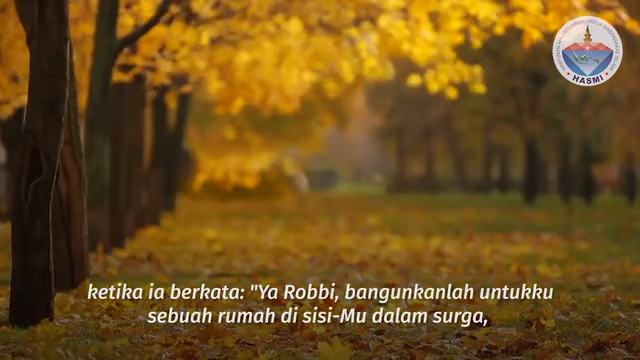 HASMI
ketika ia berkata: "Ya Robbi, bangunkanlah untukku
sebuah rumah di sisi-Mu dalam surga,